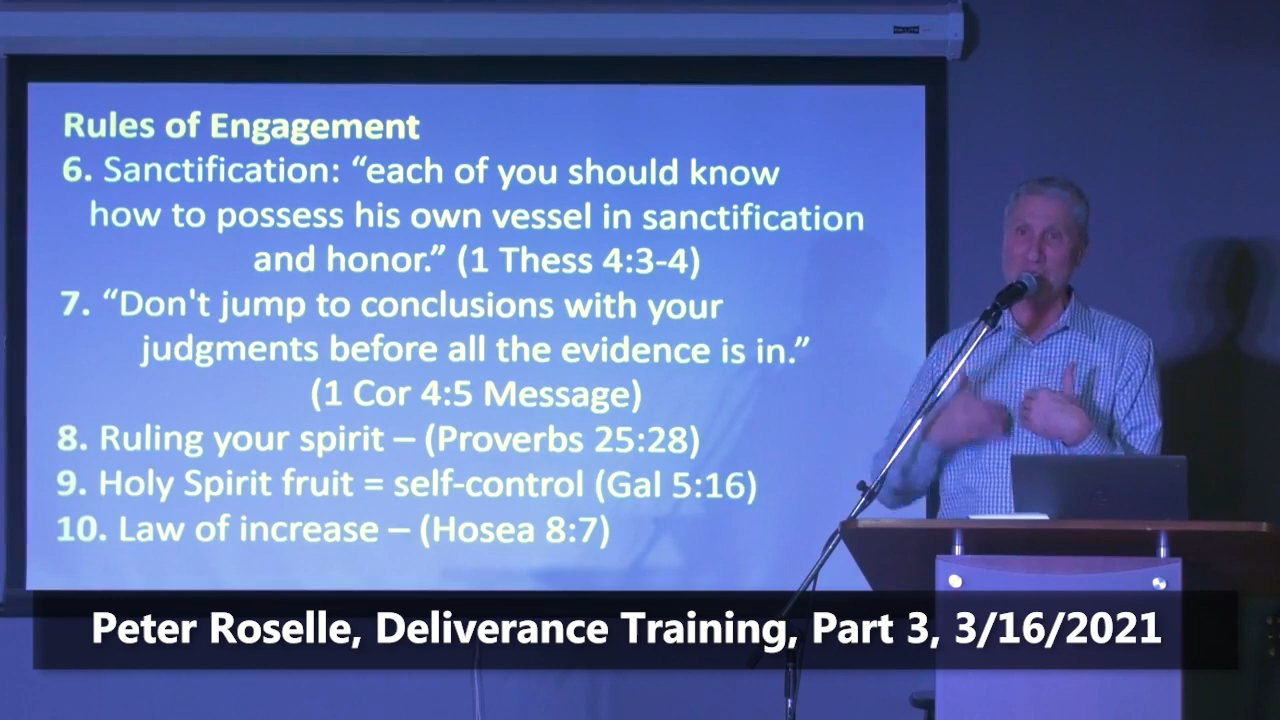 Rules of Engagement
6. Sanctification: “each of you should know
how to possess his own vessel in sanctification
and honor.” (1 Thess 4:3-4)
7. “Don't jump to conclusions with your
judgments before all the evidence is in.”
(1 Cor 4:5 Message)
8. Ruling your spirit – (Proverbs 25:28)
9. Holy Spirit fruit = self-control (Gal 5:16)
10. Law of increase – (Hosea 8:7)
Peter Roselle, Deliverance Training, Part 3, 3/16/2021